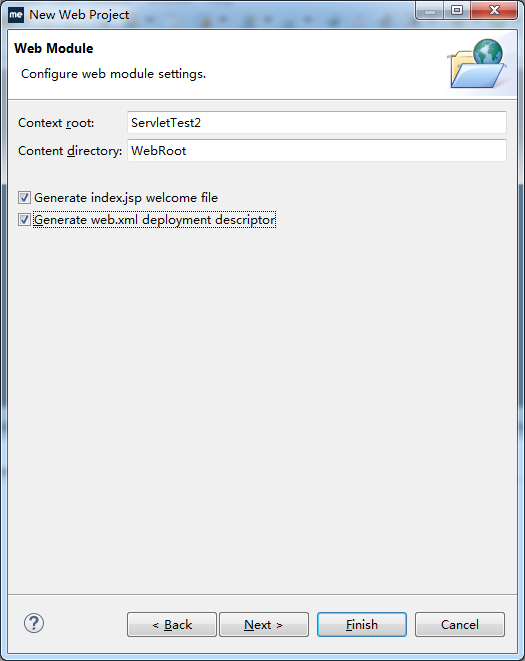 me New Web Project
Web Module
Configure web module settings.
Context root: ServletTest2
Content directory: WebRoot
Generate index.jsp welcome file
Generate web.xml deployment descriptor
? < Back Next > Finish Cancel